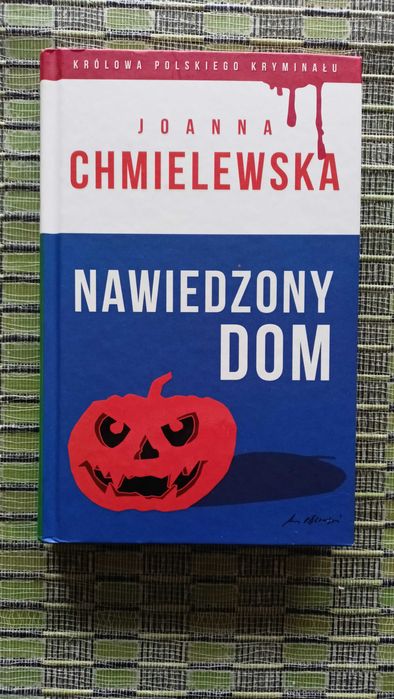 KRÓLOWA POLSKIEGO KRYMINAŁU
JOANNA
CHMIELEWSKA
NAWIEDZONY
DOM